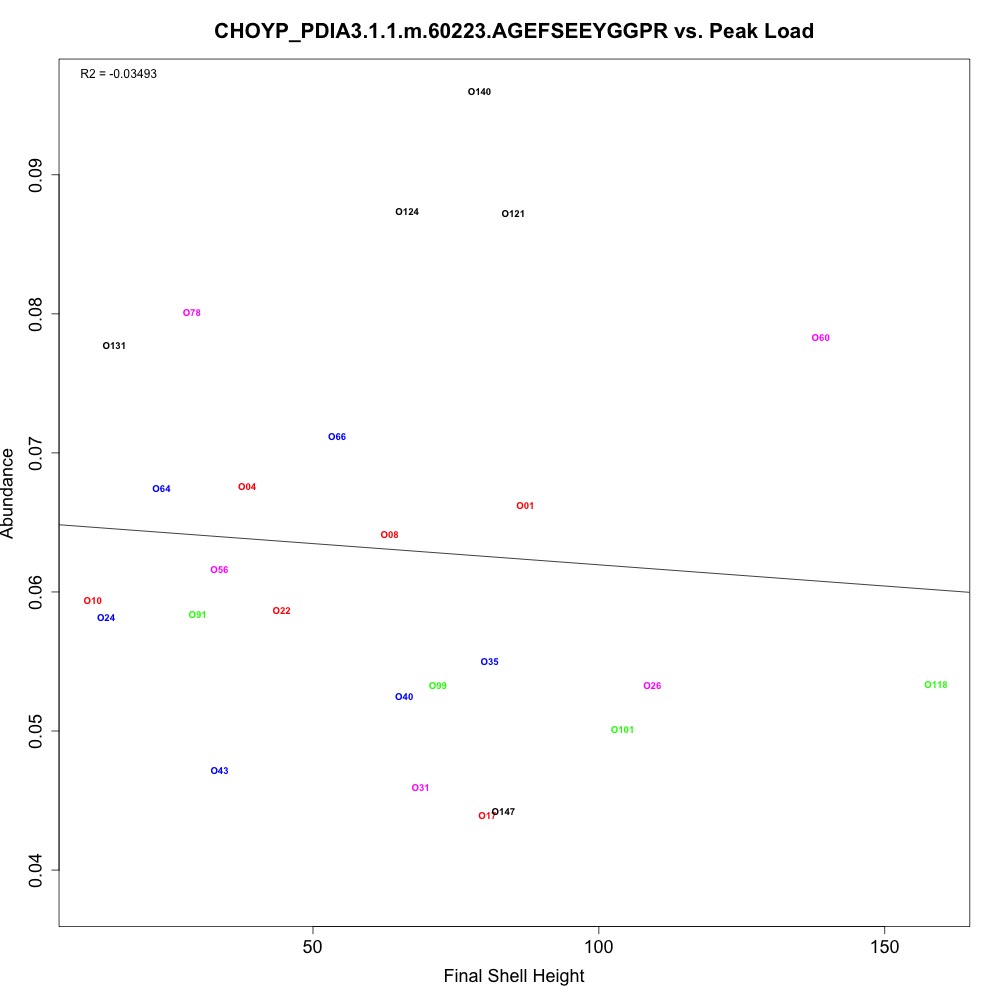 CHOYP_PDIA3.1.1.m.60223.AGEFSEEYGGPR vs. Peak Load
R2 = -0.03493
O140
O124
O121
O78
O60
O131
O66
O64
O04
O01
O08
O56
O10
O24
O91
O22
O35
O99
O26
O118
O40
O101
O43
O31
O147
O17
0.09
0.08
0.07
0.06
0.05
0.04
Abundance
50 100 150
Final Shell Height